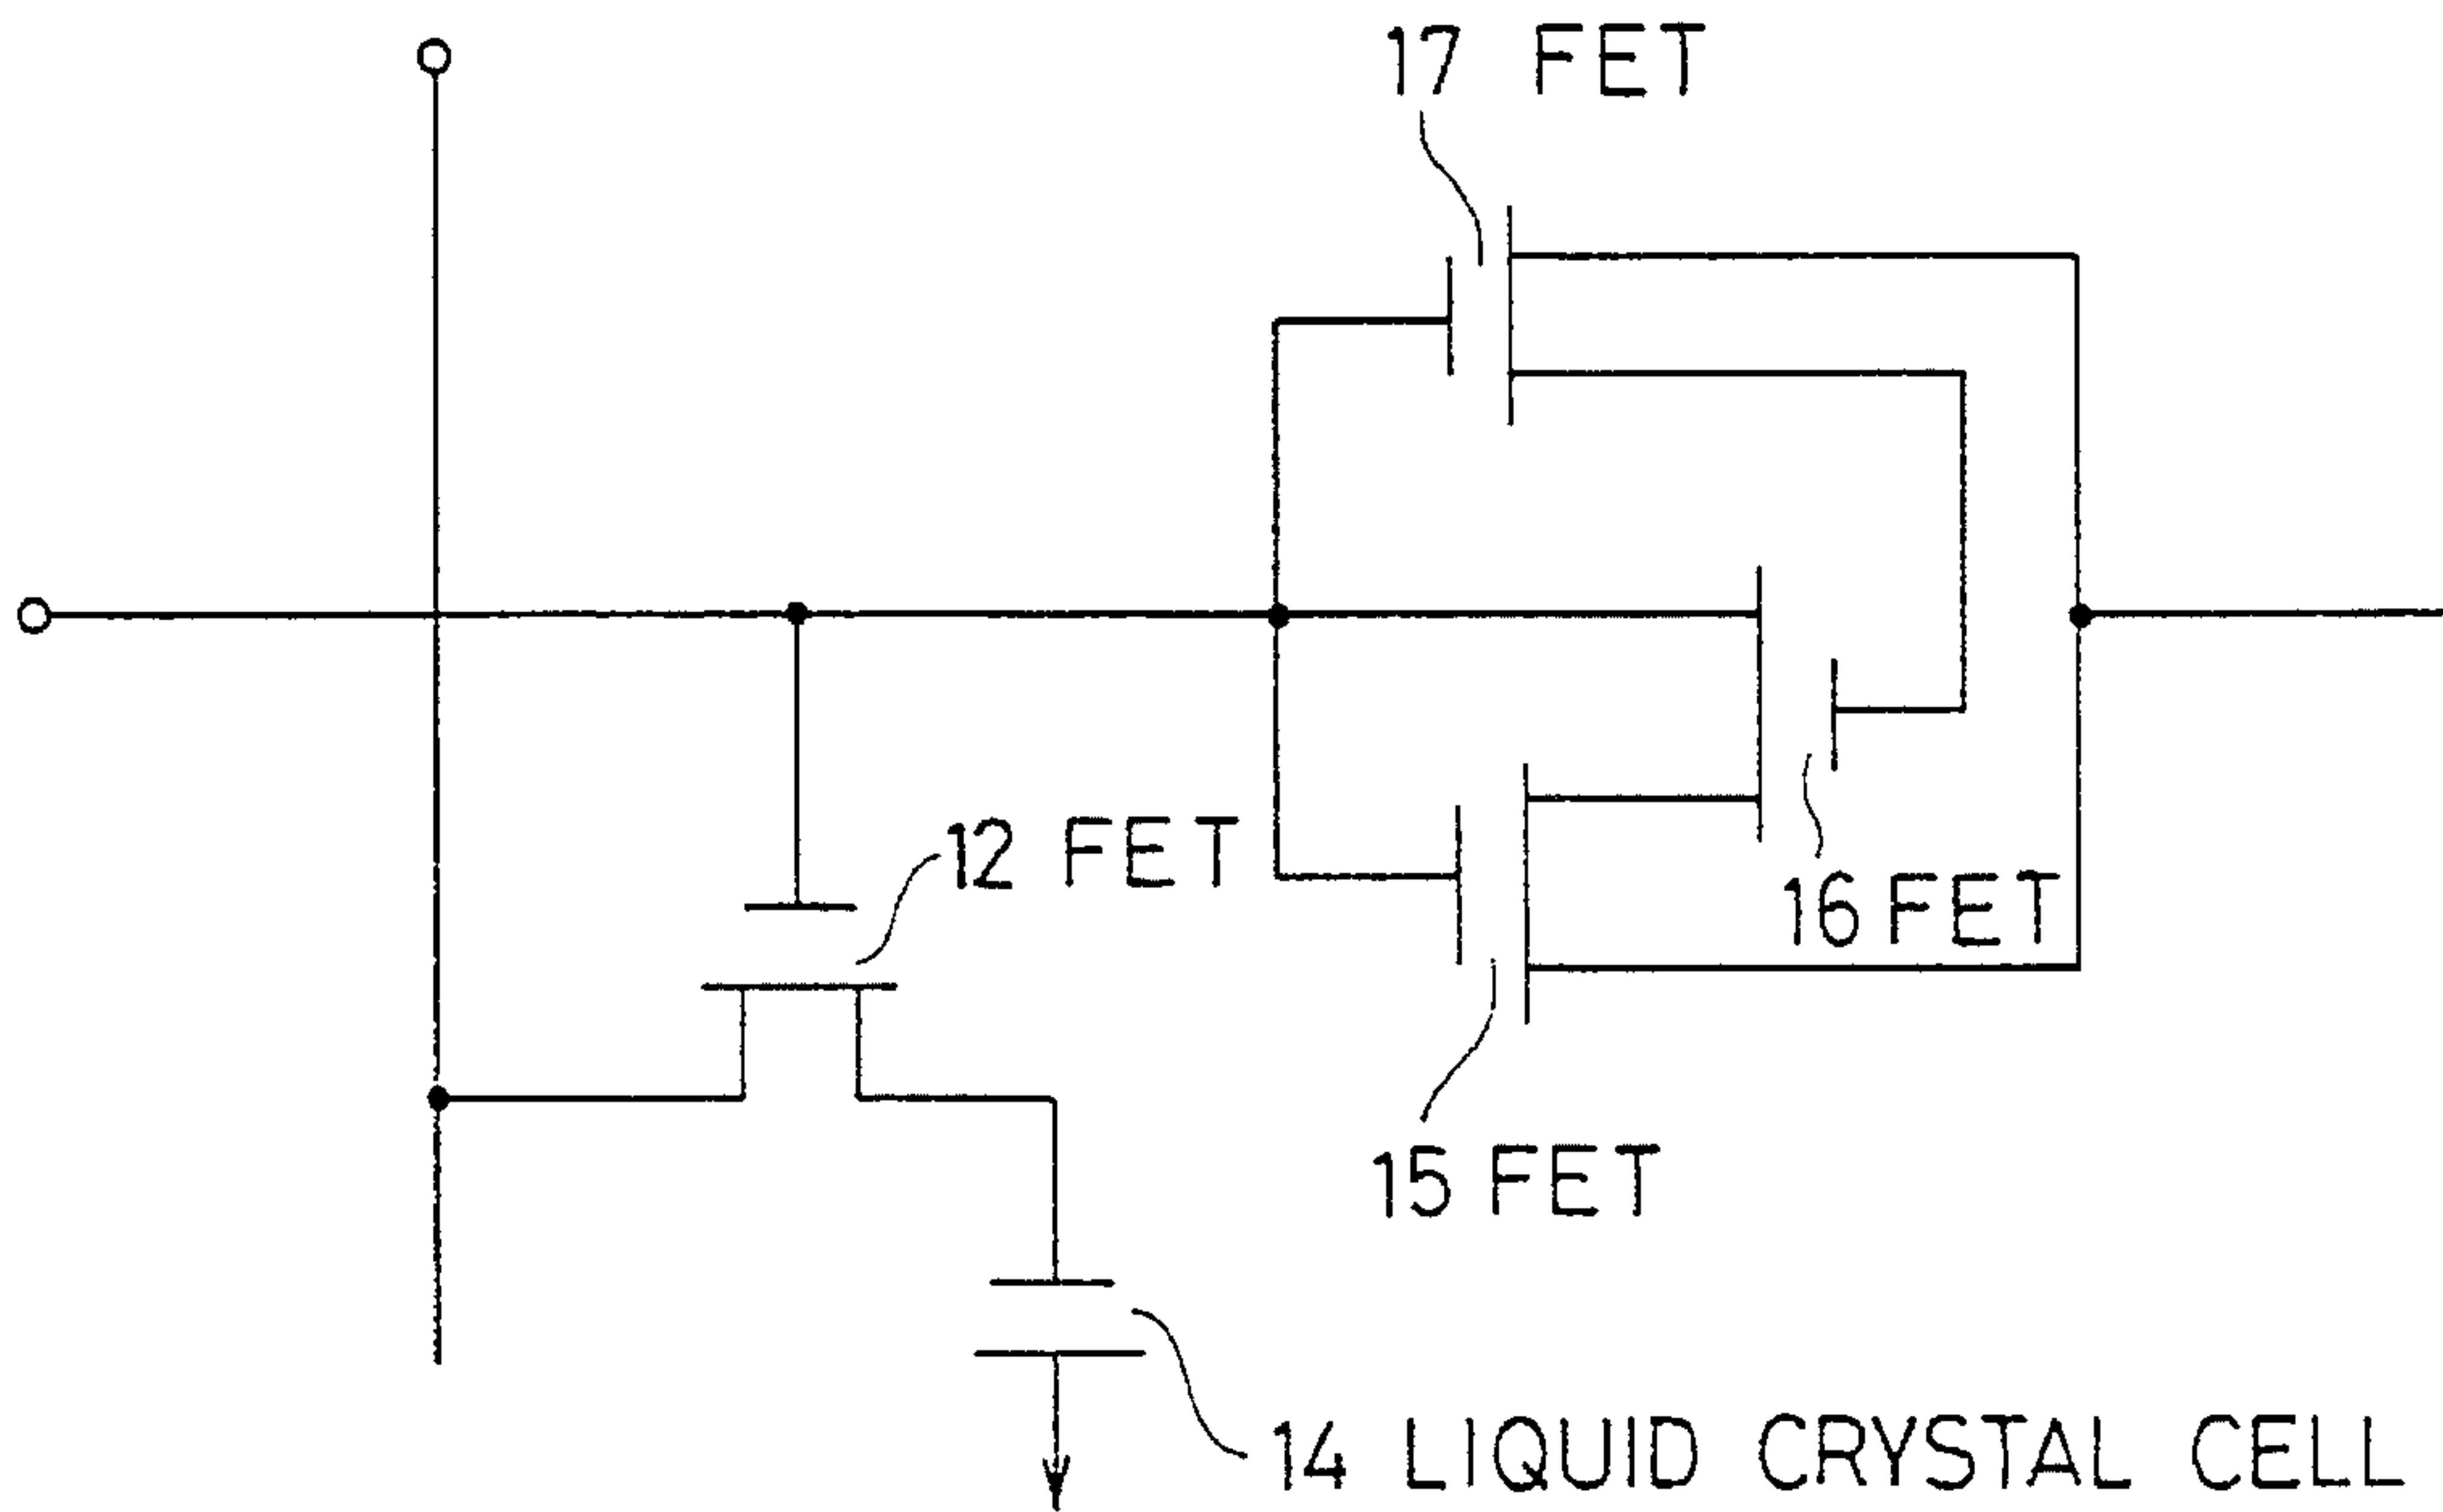 17 FET
12 FET
16 FET
15 FET
14 LIQUID CRYSTAL CELL